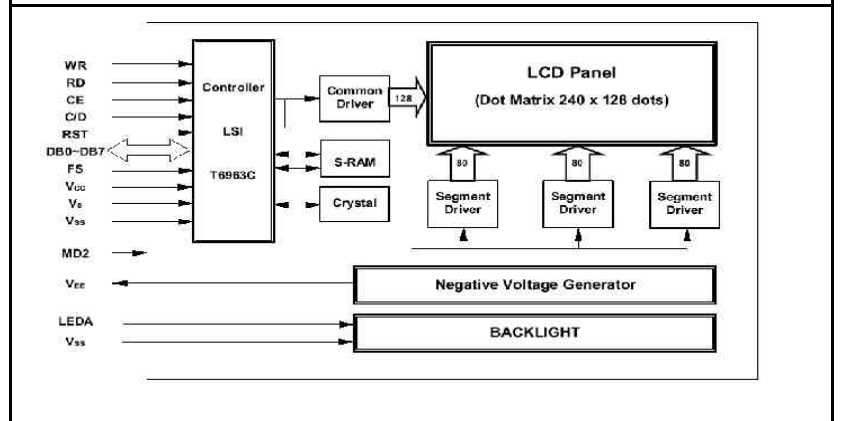 WR
RD
CE
C/D
RST
DB0~DB7
FS
Vcc
Vss
MD2
VEE
LEDA
Vss
Controller
LSI
T6963C
Common
Driver
128
LCD Panel
(Dot Matrix 240 x 128 dots)
S-RAM
Crystal
80
80
80
Segment
Driver
Segment
Driver
Segment
Driver
Negative Voltage Generator
BACKLIGHT